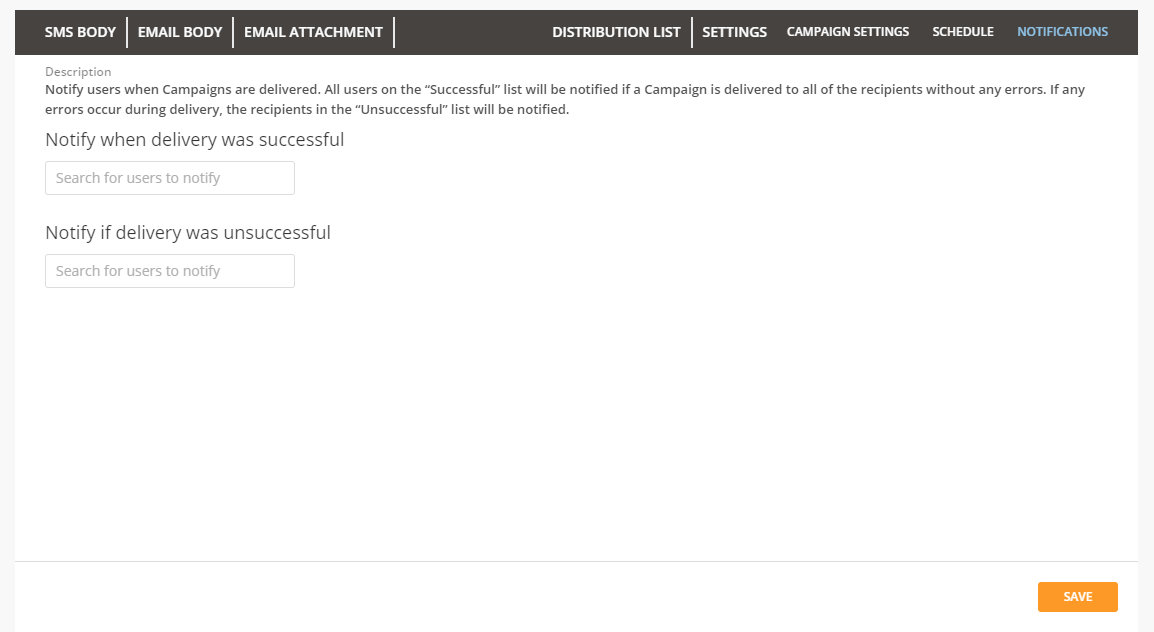 SMS BODY EMAIL BODY EMAIL ATTACHMENT DISTRIBUTION LIST SETTINGS CAMPAIGN SETTINGS SCHEDULE NOTIFICATIONS
Description
Notify users when Campaigns are delivered. All users on the “Successful” list will be notified if a Campaign is delivered to all of the recipients without any errors. If any
errors occur during delivery, the recipients in the “Unsuccessful” list will be notified.
Notify when delivery was successful
Search for users to notify
Notify if delivery was unsuccessful
Search for users to notify
SAVE